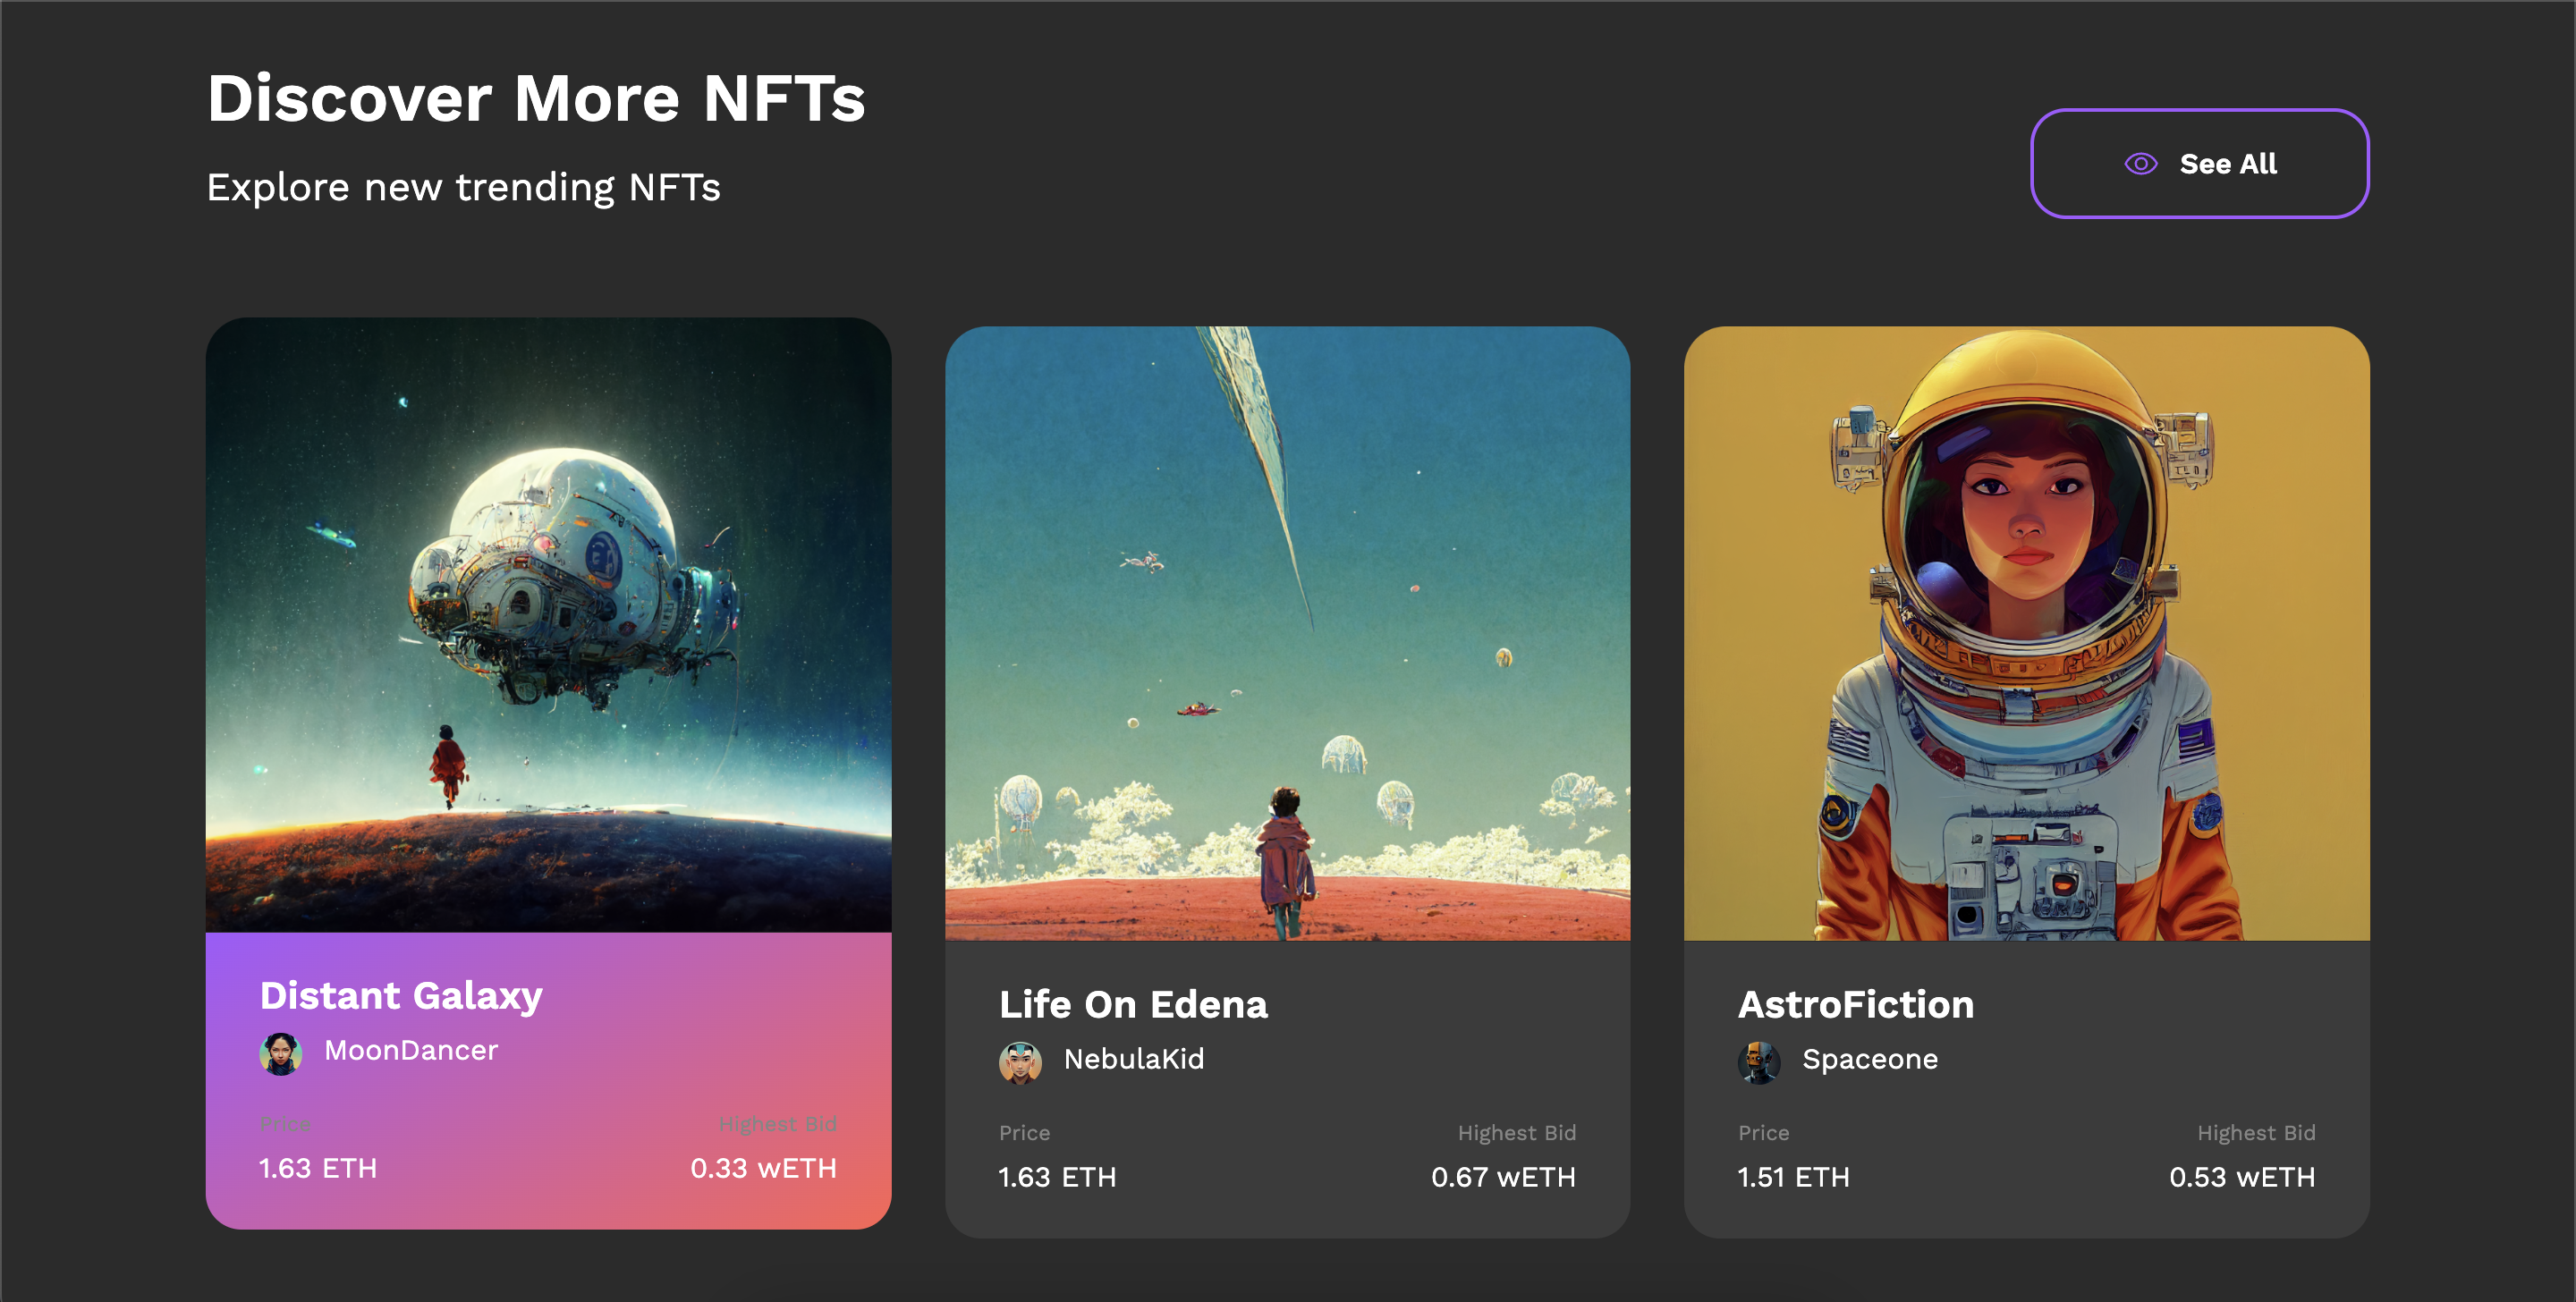 Discover More NFTs
Explore new trending NFTs
See All
Distant Galaxy
MoonDancer
Price
Highest Bid
1.63 ETH
0.33 wETH
Life On Edena
NebulaKid
Price
Highest Bid
1.63 ETH
0.67 wETH
AstroFiction
Spaceone
Price
Highest Bid
1.51 ETH
0.53 wETH